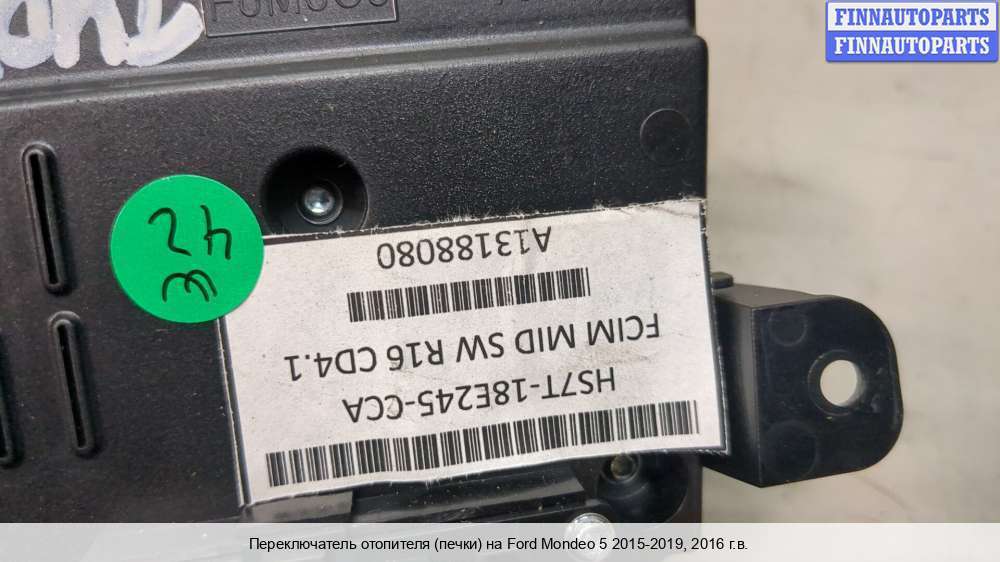 FINNAUTOPARTS
FINNAUTOPARTS
HS7T-18E245-CCA
FCIM MID SW R16 CD4.1
A13188080
42
Переключатель отопителя (печки) на Ford Mondeo 5 2015-2019, 2016 г.в.